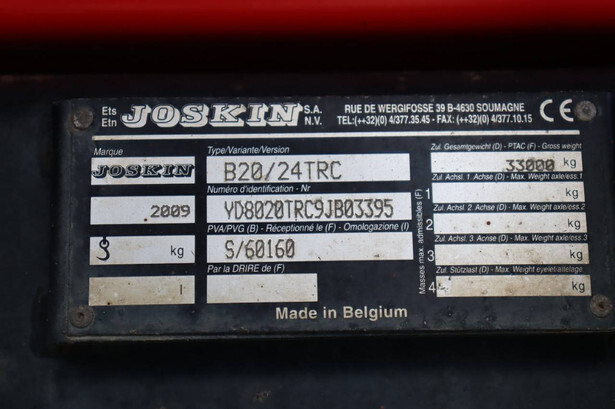 Ets Etn JOSKIN S.A. N.V.
RUE DE WERGIFOSSE 39 B-4630 SOUMAGNE
TEL:(++32)(0) 4/377.35.45 - FAX: (++32)(0) 4/377.10.15
CE
Marque
JOSKIN
2009
kg
l
Type/Variante/Version
B20/24TRC
Numéro d'identification - Nr
YD8020TRC9JB03395
PVA/PVG (B) - Réceptionné le (F) - Omologazione (I)
S/60160
Par la DRIRE de (F)
Made in Belgium
Masses max. admissibles (F)
Zul. Gesamtgewicht (D) - PTAC (F) - Gross weight
33000 kg
Zul. Achsl. 1. Achse (D) - Max. Weight axle/ess.1
1 kg
Zul. Achsl. 2. Achse (D) - Max. Weight axle/ess.2
2 kg
Zul. Achsl. 3. Achse (D) - Max. Weight axle/ess.3
3 kg
Zul. Stützlast (D) - Max. Weight eyelet/attelage
4 kg